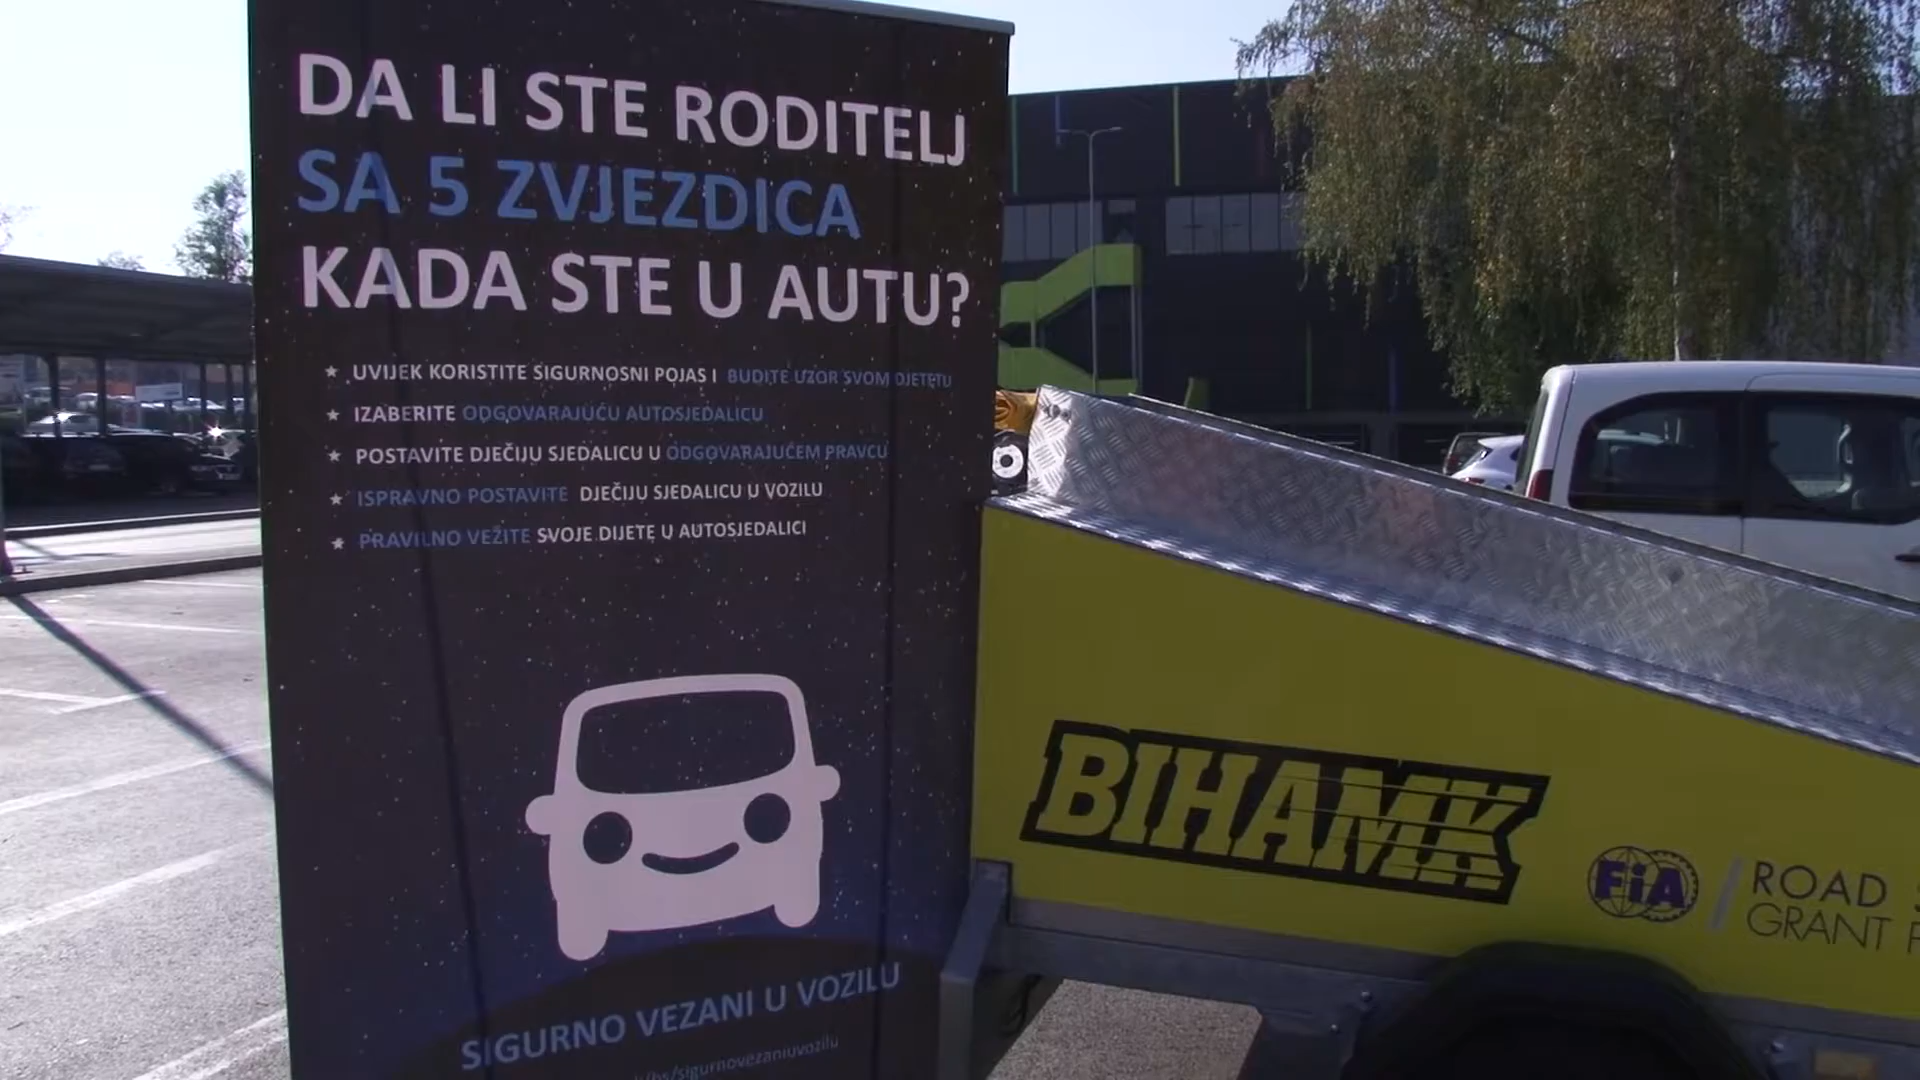 DA LI STE RODITELJ
SA 5 ZVJEZDICA
KADA STE U AUTU?
UVIJEK KORISTITE SIGURNOSNI POJAS I BUDITE UZOR SVOM DJETETU
IZABERITE ODGOVARAJUĆU AUTOSJEDALICU
POSTAVITE DJEČIJU SJEDALICU U ODGOVARAJUĆEM PRAVCU
ISPRAVNO POSTAVITE DJEČIJU SJEDALICU U VOZILU
PRAVILNO VEŽITE SVOJE DIJETE U AUTOSJEDALICI
SIGURNO VEZANI U VOZILU
/bs/sigurnovezaniuvozilu
BIHAMK
FiA
ROAD
GRANT